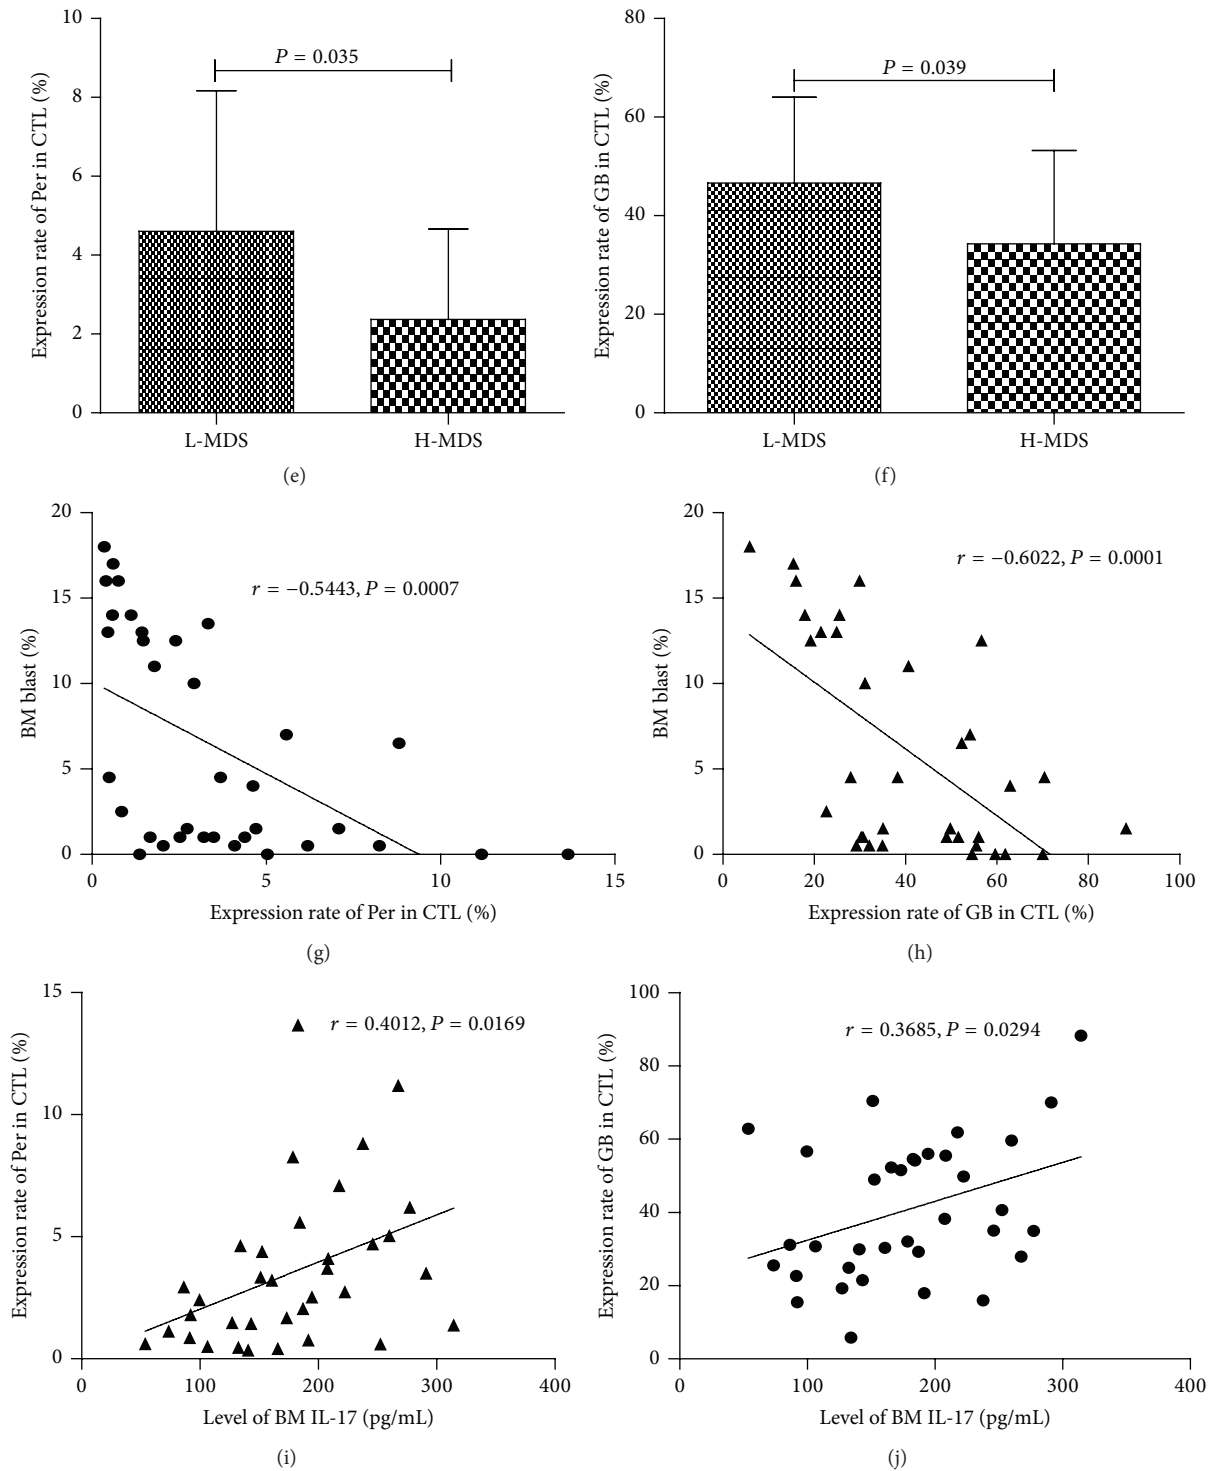 10
8
6
4
2
0
Expression rate of Per in CTL (%)
P = 0.035
L-MDS
H-MDS
(e)
80
60
40
20
0
Expression rate of GB in CTL (%)
P = 0.039
L-MDS
H-MDS
(f)
20
15
10
5
0
BM blast (%)
r = −0.5443, P = 0.0007
0 5 10 15
Expression rate of Per in CTL (%)
(g)
20
15
10
5
0
BM blast (%)
r = −0.6022, P = 0.0001
0 20 40 60 80 100
Expression rate of GB in CTL (%)
(h)
15
10
5
0
Expression rate of Per in CTL (%)
r = 0.4012, P = 0.0169
0 100 200 300 400
Level of BM IL-17 (pg/mL)
(i)
100
80
60
40
20
0
Expression rate of GB in CTL (%)
r = 0.3685, P = 0.0294
0 100 200 300 400
Level of BM IL-17 (pg/mL)
(j)